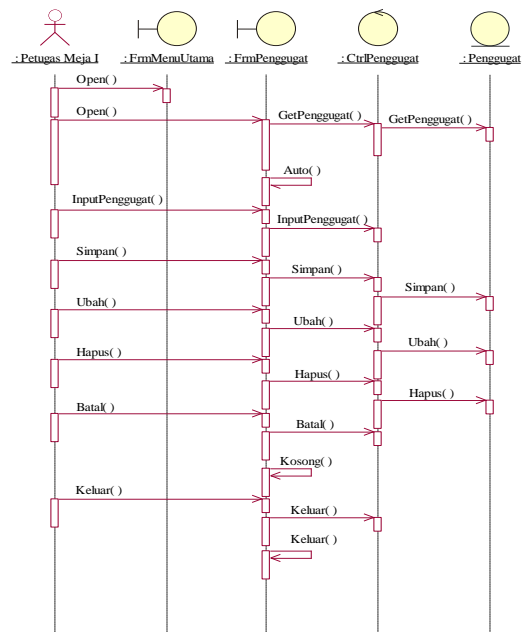 : Petugas Meja I : FrmMenuUtama : FrmPenggugat : CtrlPenggugat : Penggugat
Open( )
Open( )
GetPenggugat( )
GetPenggugat( )
Auto( )
InputPenggugat( )
InputPenggugat( )
Simpan( )
Simpan( )
Simpan( )
Ubah( )
Ubah( )
Ubah( )
Hapus( )
Hapus( )
Hapus( )
Batal( )
Batal( )
Kosong( )
Keluar( )
Keluar( )
Keluar( )